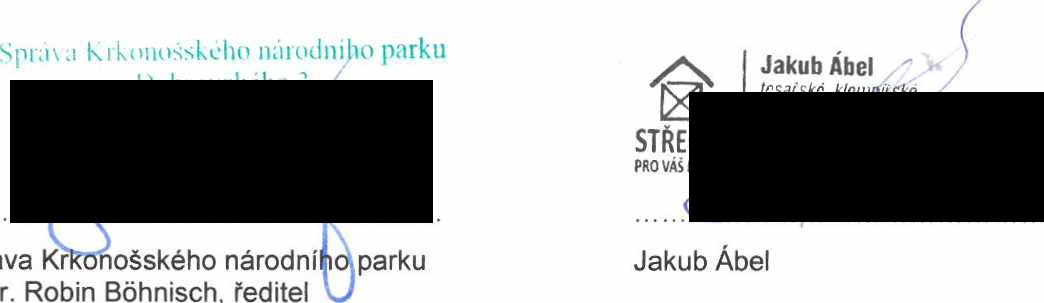 Správa Krkonošského národního parku
Jakub Ábel
tesařské, klempířské
STŘE
PRO VÁŠ
áva Krkonošského národního parku
r. Robin Böhnisch, ředitel
Jakub Ábel